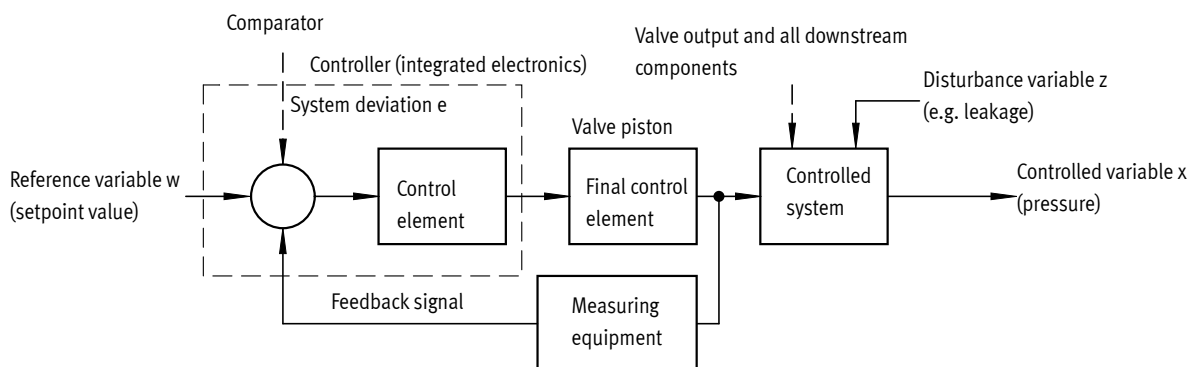 Comparator
Valve output and all downstream
components
Controller (integrated electronics)
Disturbance variable z
(e.g. leakage)
System deviation e
Valve piston
Reference variable w
(setpoint value)
Control
element
Final control
element
Controlled
system
Controlled variable x
(pressure)
Feedback signal
Measuring
equipment